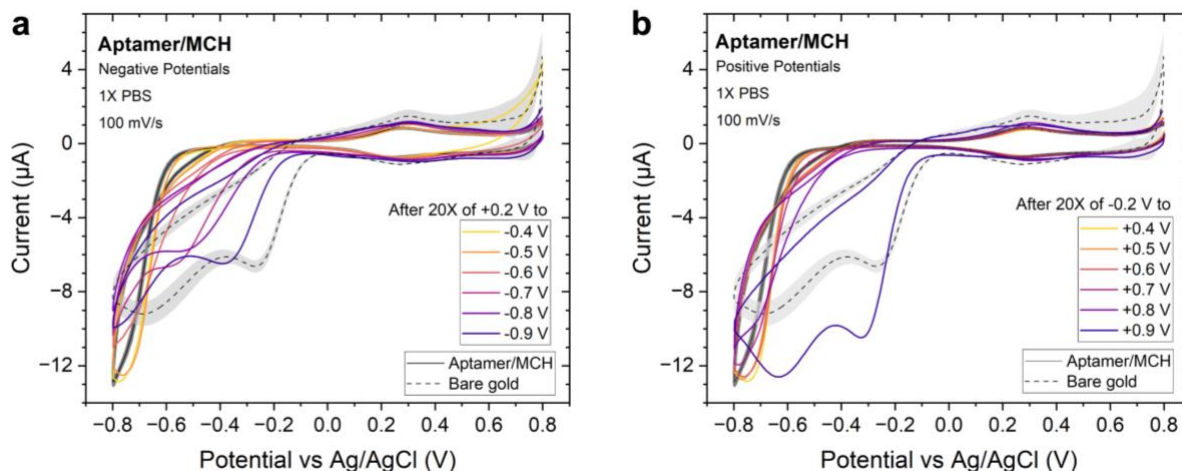 a
Aptamer/MCH
Negative Potentials
1X PBS
100 mV/s
After 20X of +0.2 V to
-0.4 V
-0.5 V
-0.6 V
-0.7 V
-0.8 V
-0.9 V
Aptamer/MCH
Bare gold
4
0
−4
−8
−12
Current (µA)
−0.8 −0.6 −0.4 −0.2 0.0 0.2 0.4 0.6 0.8
Potential vs Ag/AgCl (V)
b
Aptamer/MCH
Positive Potentials
1X PBS
100 mV/s
After 20X of -0.2 V to
+0.4 V
+0.5 V
+0.6 V
+0.7 V
+0.8 V
+0.9 V
Aptamer/MCH
Bare gold
4
0
−4
−8
−12
Current (µA)
−0.8 −0.6 −0.4 −0.2 0.0 0.2 0.4 0.6 0.8
Potential vs Ag/AgCl (V)